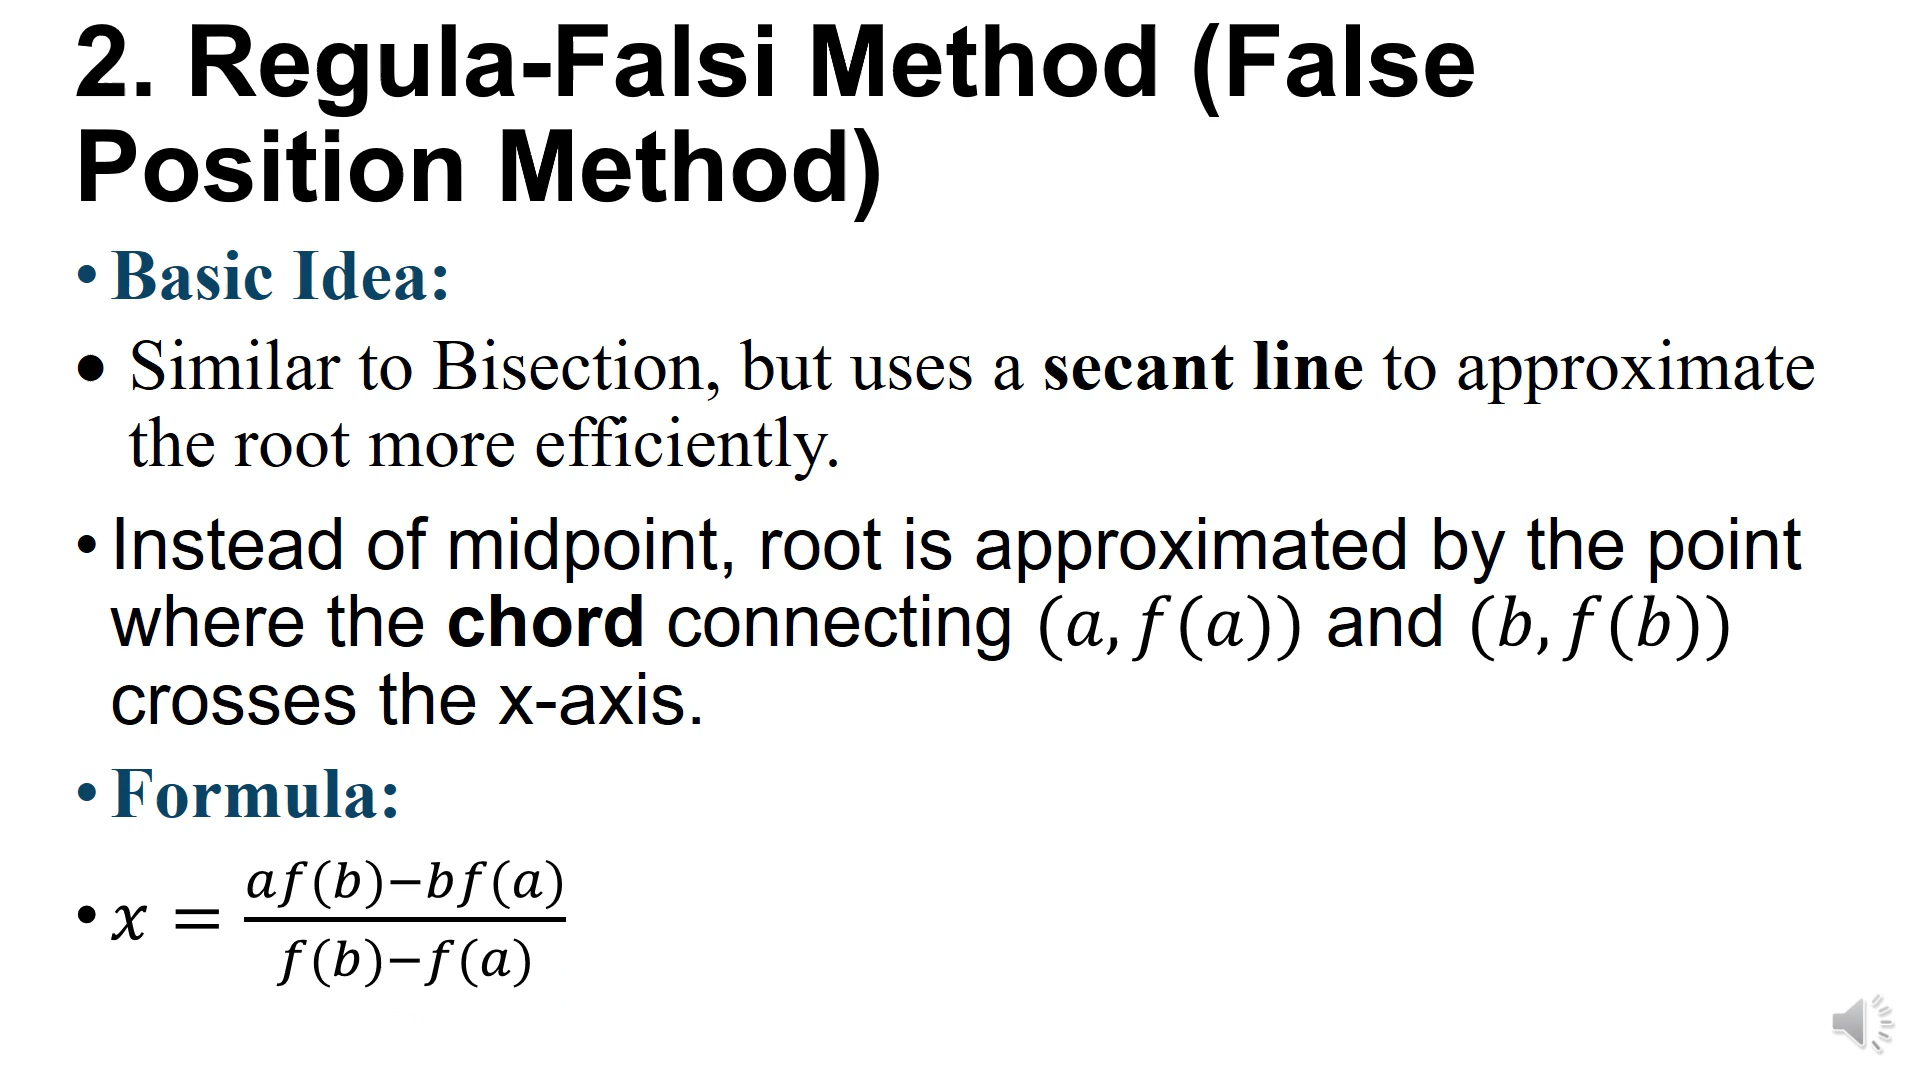 2. Regula-Falsi Method (False
Position Method)
• Basic Idea:
• Similar to Bisection, but uses a secant line to approximate
the root more efficiently.
• Instead of midpoint, root is approximated by the point
where the chord connecting (a, f(a)) and (b, f(b))
crosses the x-axis.
• Formula:
• x = \frac{af(b)−bf(a)}{f(b)−f(a)}